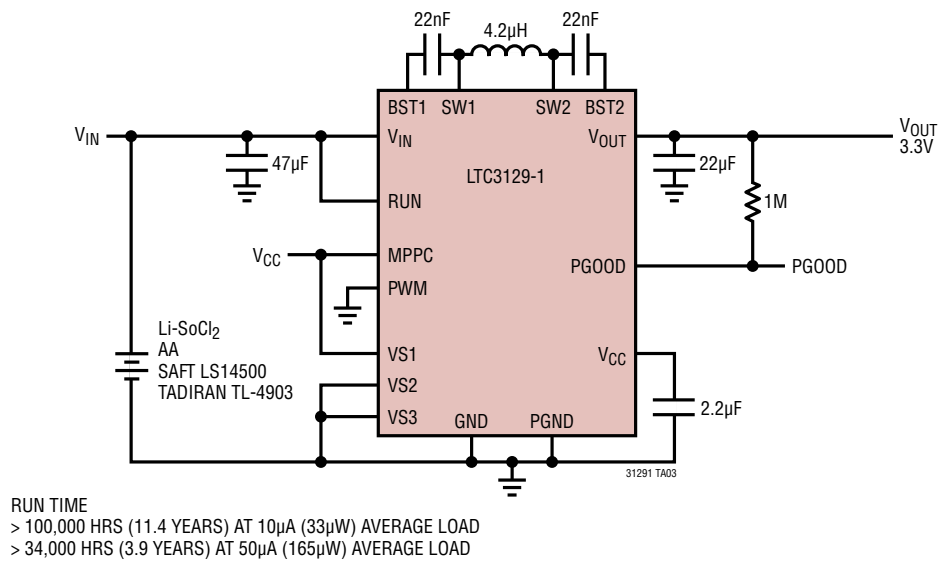 22nF
4.2µH
22nF
BST1 SW1 SW2 BST2
VIN
VIN
VOUT
VOUT
3.3V
47µF
LTC3129-1
22µF
RUN
1M
VCC
MPPC
PGOOD
PGOOD
PWM
Li-SoCl2
AA
SAFT LS14500
TADIRAN TL-4903
VS1
VCC
VS2
VS3
GND PGND
2.2µF
31291 TA03
RUN TIME
> 100,000 HRS (11.4 YEARS) AT 10µA (33µW) AVERAGE LOAD
> 34,000 HRS (3.9 YEARS) AT 50µA (165µW) AVERAGE LOAD